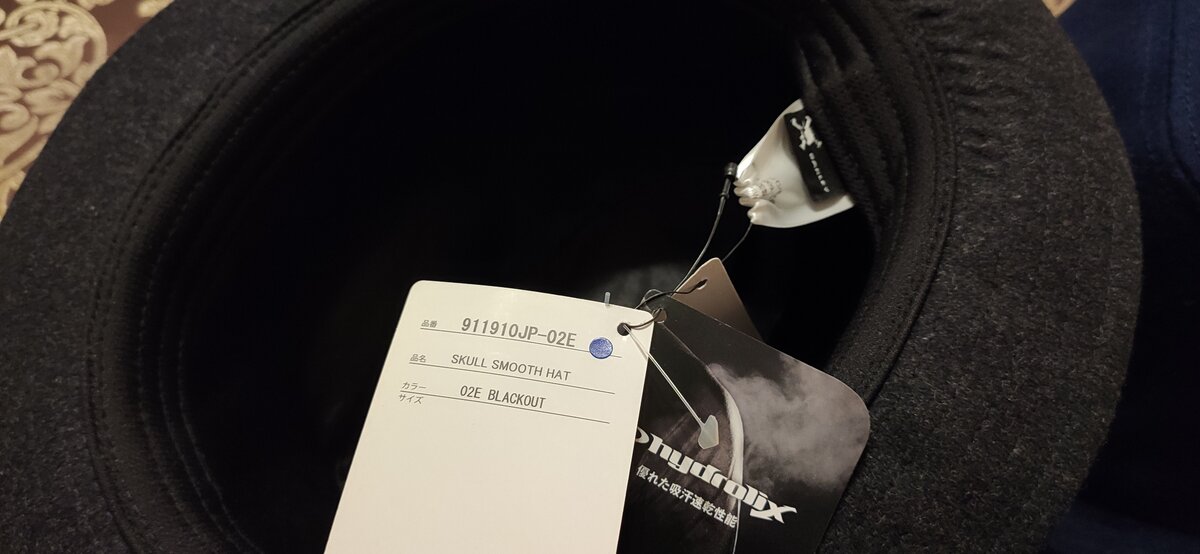 品番 911910JP-02E
品名 SKULL SMOOTH HAT
カラー 02E BLACKOUT
サイズ
hydrolix
優れた吸汗速乾性能
OAKLEY